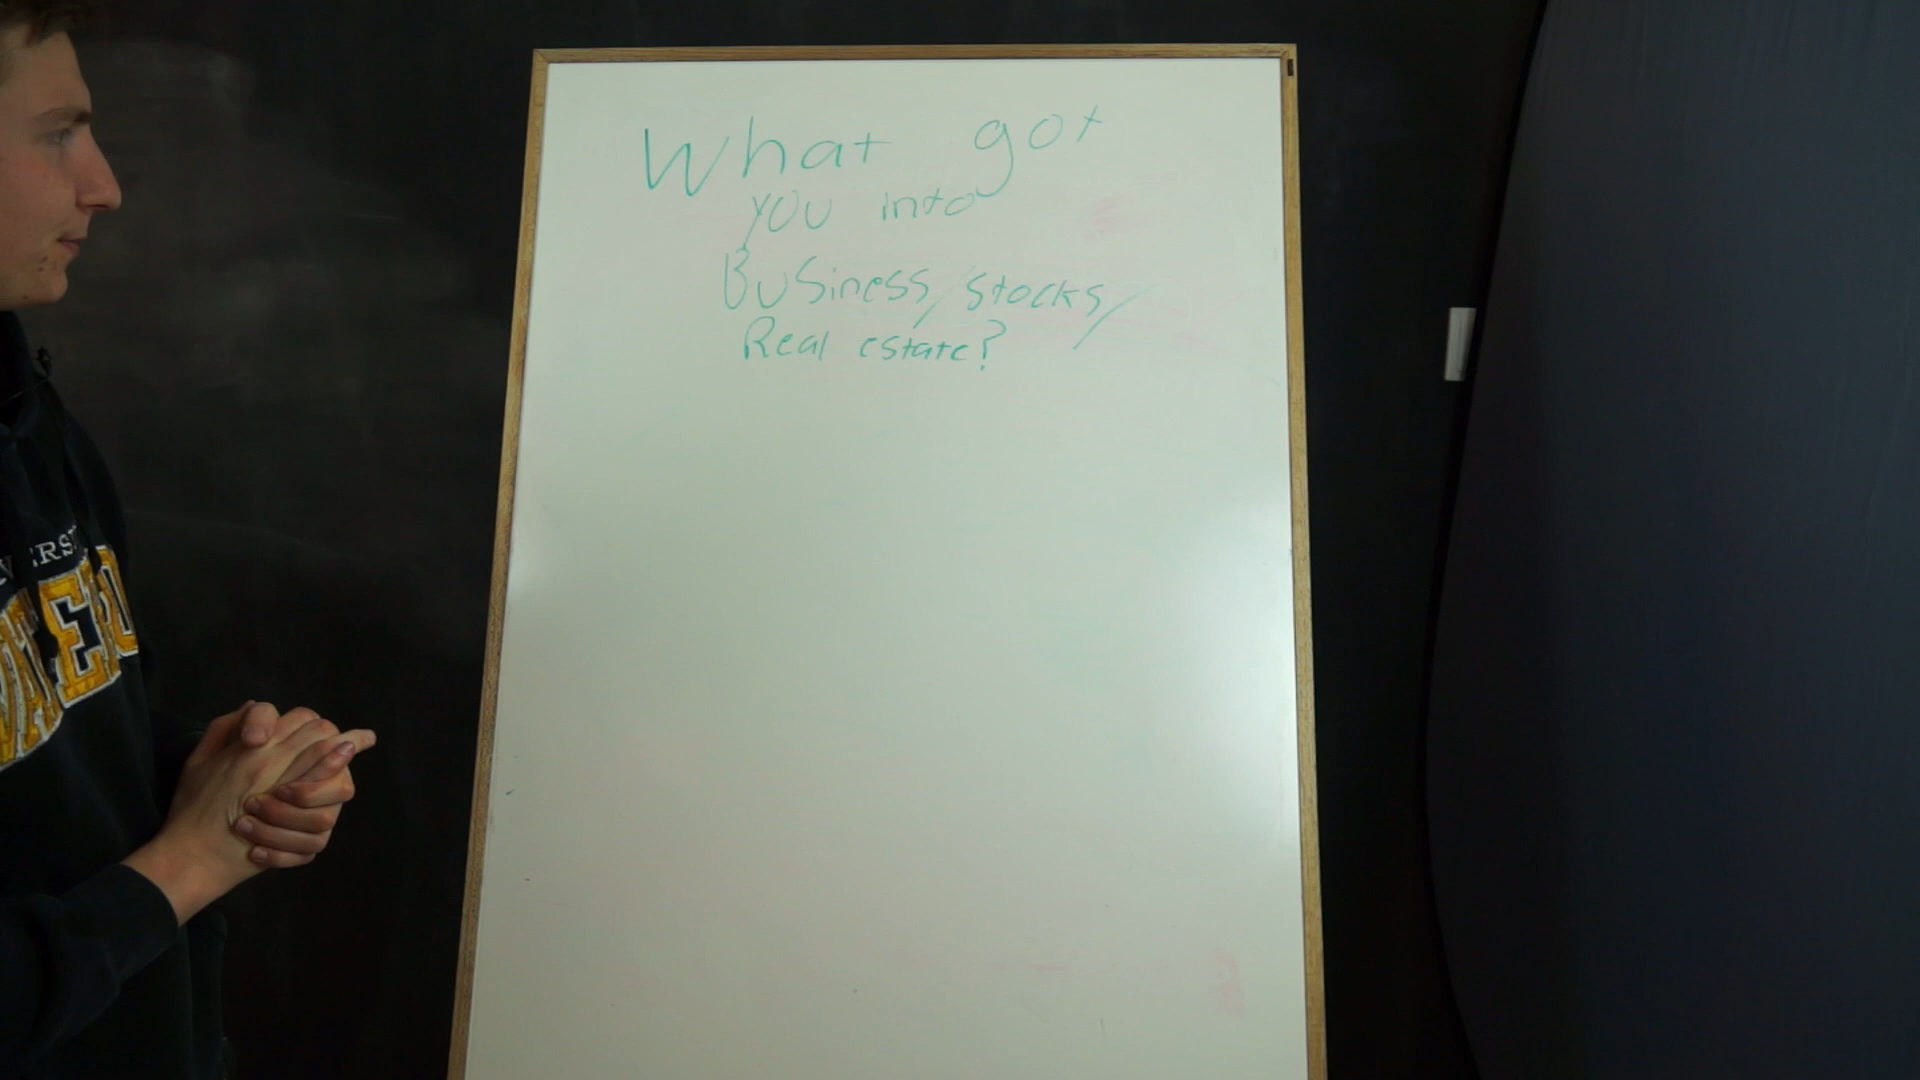 What got
you into
Business/stocks/
Real estate?